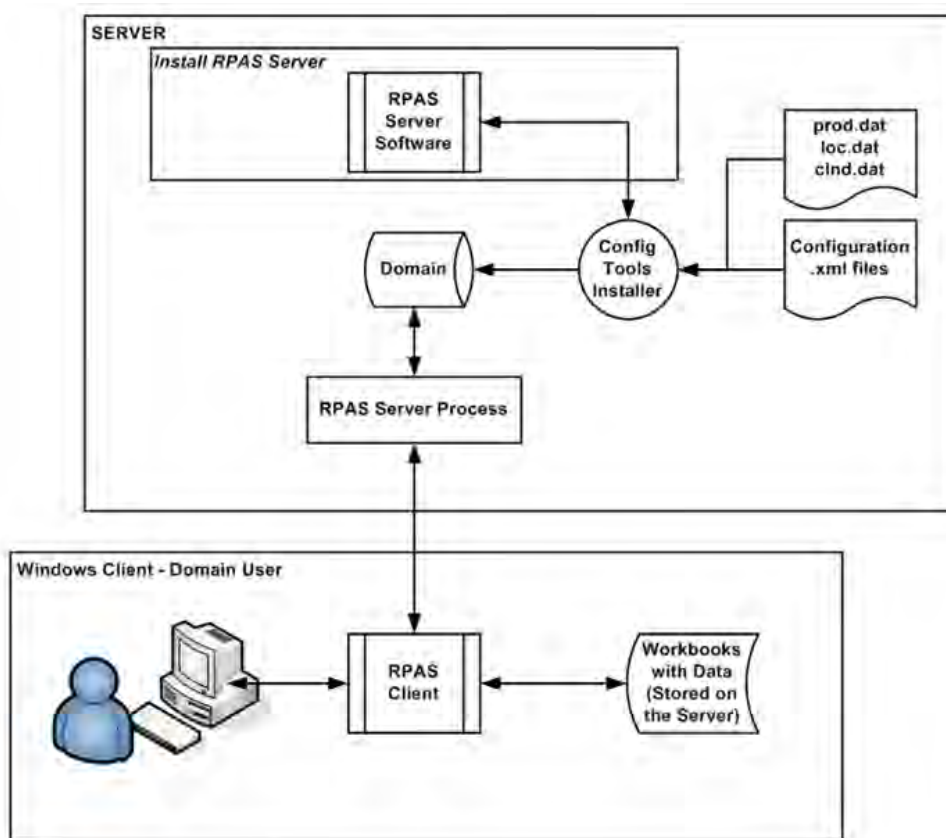 SERVER
Install RPAS Server
RPAS
Server
Software
prod.dat
loc.dat
clnd.dat
Config
Tools
Installer
Configuration
.xml files
Domain
RPAS Server Process
Windows Client - Domain User
RPAS
Client
Workbooks
with Data
(Stored on
the Server)